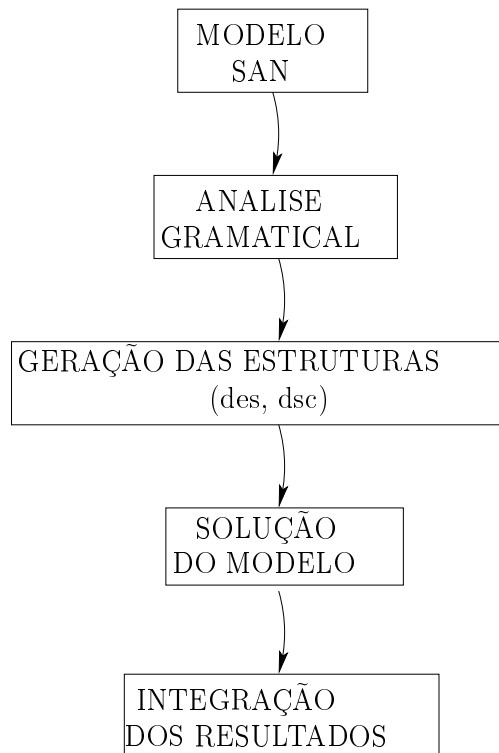 MODELO
SAN
ANALISE
GRAMATICAL
GERAÇÃO DAS ESTRUTURAS
(des, dsc)
SOLUÇÃO
DO MODELO
INTEGRAÇÃO
DOS RESULTADOS